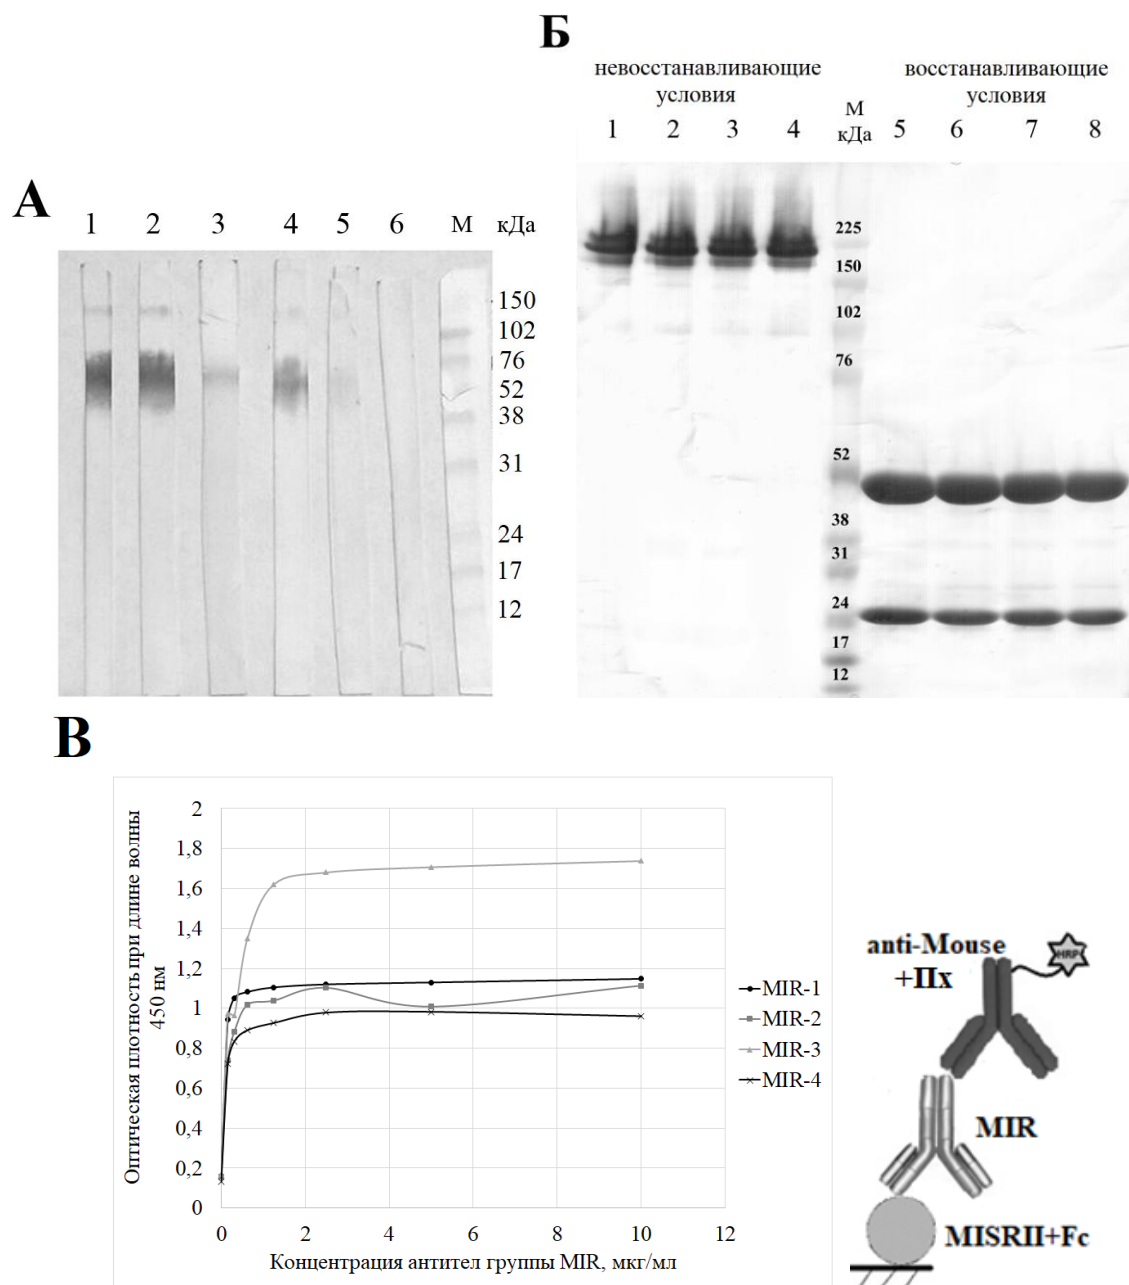 Б
невосстанавливающие
условия
восстанавливающие
условия
М
кДа
1 2 3 4 5 6 7 8
225
150
102
76
52
38
31
24
17
12
А
1 2 3 4 5 6 М кДа
150
102
76
52
38
31
24
17
12
В
Оптическая плотность при длине волны
450 нм
2
1,8
1,6
1,4
1,2
1
0,8
0,6
0,4
0,2
0
0 2 4 6 8 10 12
Концентрация антител группы MIR, мкг/мл
MIR-1
MIR-2
MIR-3
MIR-4
anti-Mouse
+Пх
HRP
MIR
MISRII+Fc